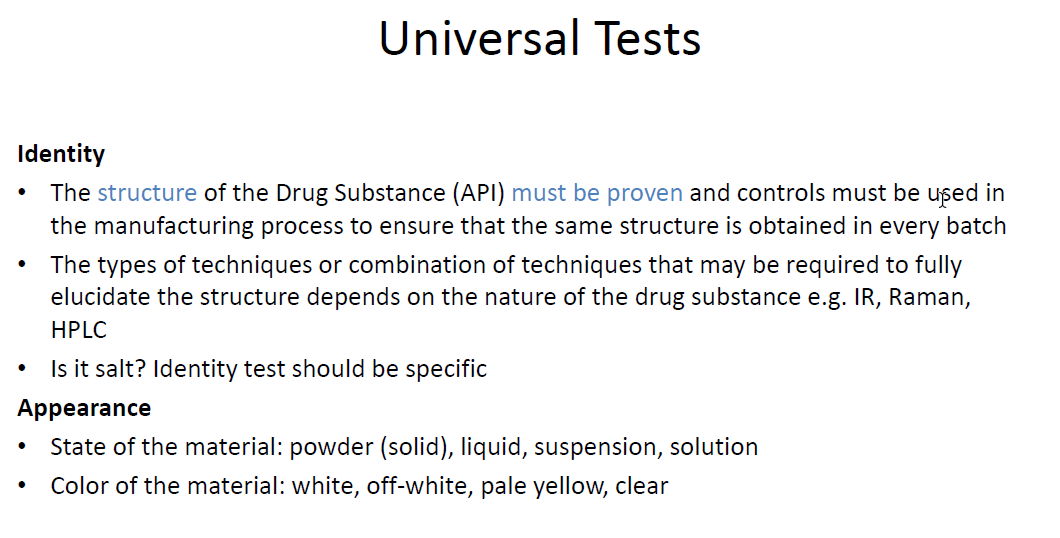 Universal Tests
Identity
• The structure of the Drug Substance (API) must be proven and controls must be used in
the manufacturing process to ensure that the same structure is obtained in every batch
• The types of techniques or combination of techniques that may be required to fully
elucidate the structure depends on the nature of the drug substance e.g. IR, Raman,
HPLC
• Is it salt? Identity test should be specific
Appearance
• State of the material: powder (solid), liquid, suspension, solution
• Color of the material: white, off-white, pale yellow, clear